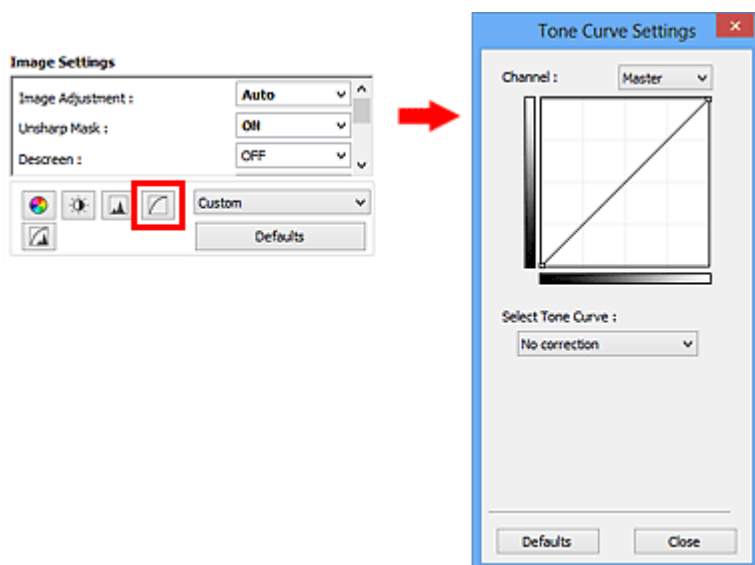 Image Settings
Image Adjustment : Auto
Unsharp Mask : ON
Descreen : OFF
Custom
Defaults
Tone Curve Settings
Channel : Master
Select Tone Curve :
No correction
Defaults Close